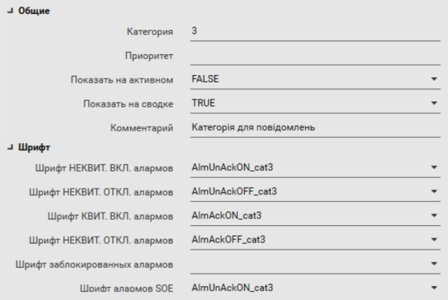 Общие
Категория 3
Приоритет
Показать на активном FALSE
Показать на сводке TRUE
Комментарий Категорія для повідомлень
Шрифт
Шрифт НЕКВИТ. ВКЛ. алармов AlmUnAckON_cat3
Шрифт НЕКВИТ. ОТКЛ. алармов AlmUnAckOFF_cat3
Шрифт КВИТ. ВКЛ. алармов AlmAckON_cat3
Шрифт НЕКВИТ. ОТКЛ. алармов AlmAckOFF_cat3
Шрифт заблокированных алармов
Шрифт алармов SOE AlmUnAckON_cat3